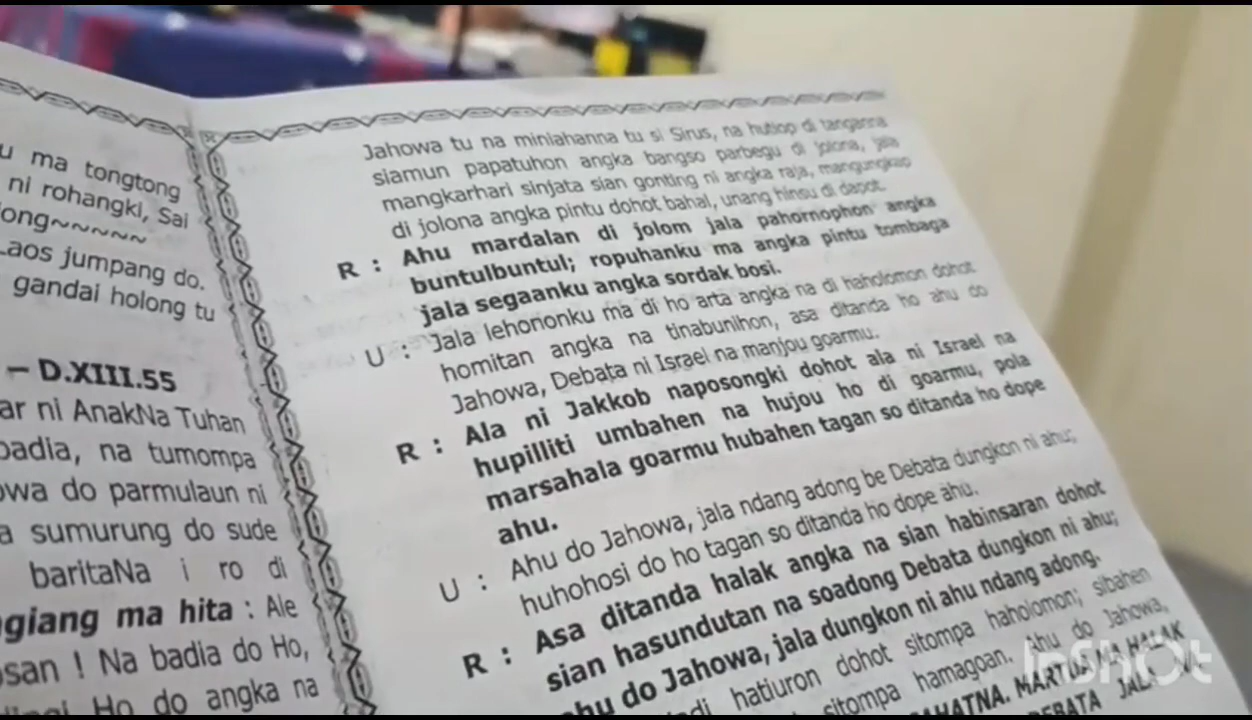 u ma tongtong
ni rohangki, Sai
ong~~~~~
Laos jumpang do.
gandai holong tu
– D.XIII.55
ar ni AnakNa Tuhan
badia, na tumompa
owa do parmulaun ni
a sumurung do sude
baritaNa i ro di
giang ma hita : Ale
san ! Na badia do Ho,
Ho do angka na
Jahowa tu na miniahanna tu si Sirus, na hutiop di tanganna
siamun papatuhon angka bangso parbegu di jolona, jala
mangkarhari sinjata sian gonting ni angka raja, mangungkap
di jolona angka pintu dohot bahal, unang hinsu di dapot.
R : Ahu mardalan di jolom jala pahornophon angka
buntulbuntul; ropuhanku ma angka pintu tombaga
jala segaanku angka sordak bosi.
U : Jala lehononku ma di ho arta angka na di haholomon dohot
homitan angka na tinabunihon, asa ditanda ho ahu do
Jahowa, Debata ni Israel na manjou goarmu.
R : Ala ni Jakkob naposongki dohot ala ni Israel na
hupilliti umbahen na hujou ho di goarmu, pola
marsahala goarmu hubahen tagan so ditanda ho dope
ahu.
U : Ahu do Jahowa, jala ndang adong be Debata dungkon ni ahu;
huhohosi do ho tagan so ditanda ho dope ahu.
R : Asa ditanda halak angka na sian habinsaran dohot
sian hasundutan na soadong Debata dungkon ni ahu;
ahu do Jahowa, jala dungkon ni ahu ndang adong.
hatiuron dohot sitompa haholomon; sibahen
sitompa hamagoan. Ahu do Jahowa,
MARTUA MA HALAK
DEBATA JALA
InShOt